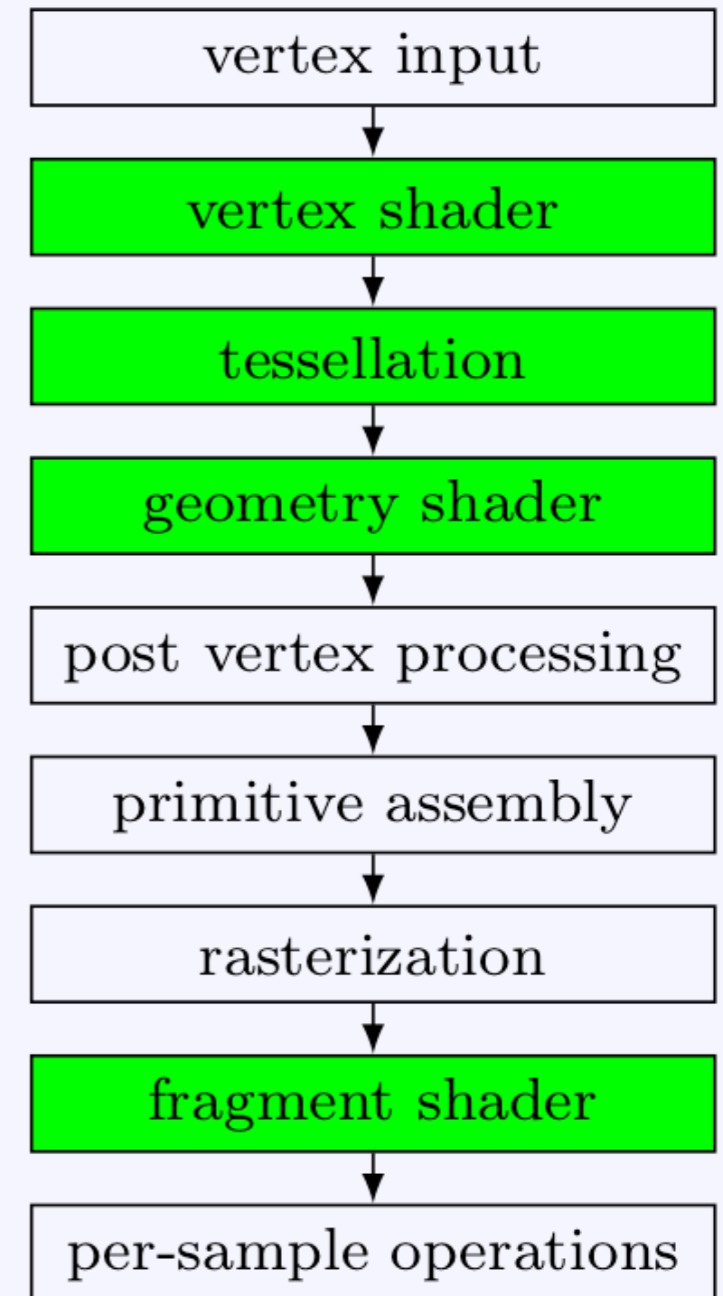 vertex input
vertex shader
tessellation
geometry shader
post vertex processing
primitive assembly
rasterization
fragment shader
per-sample operations